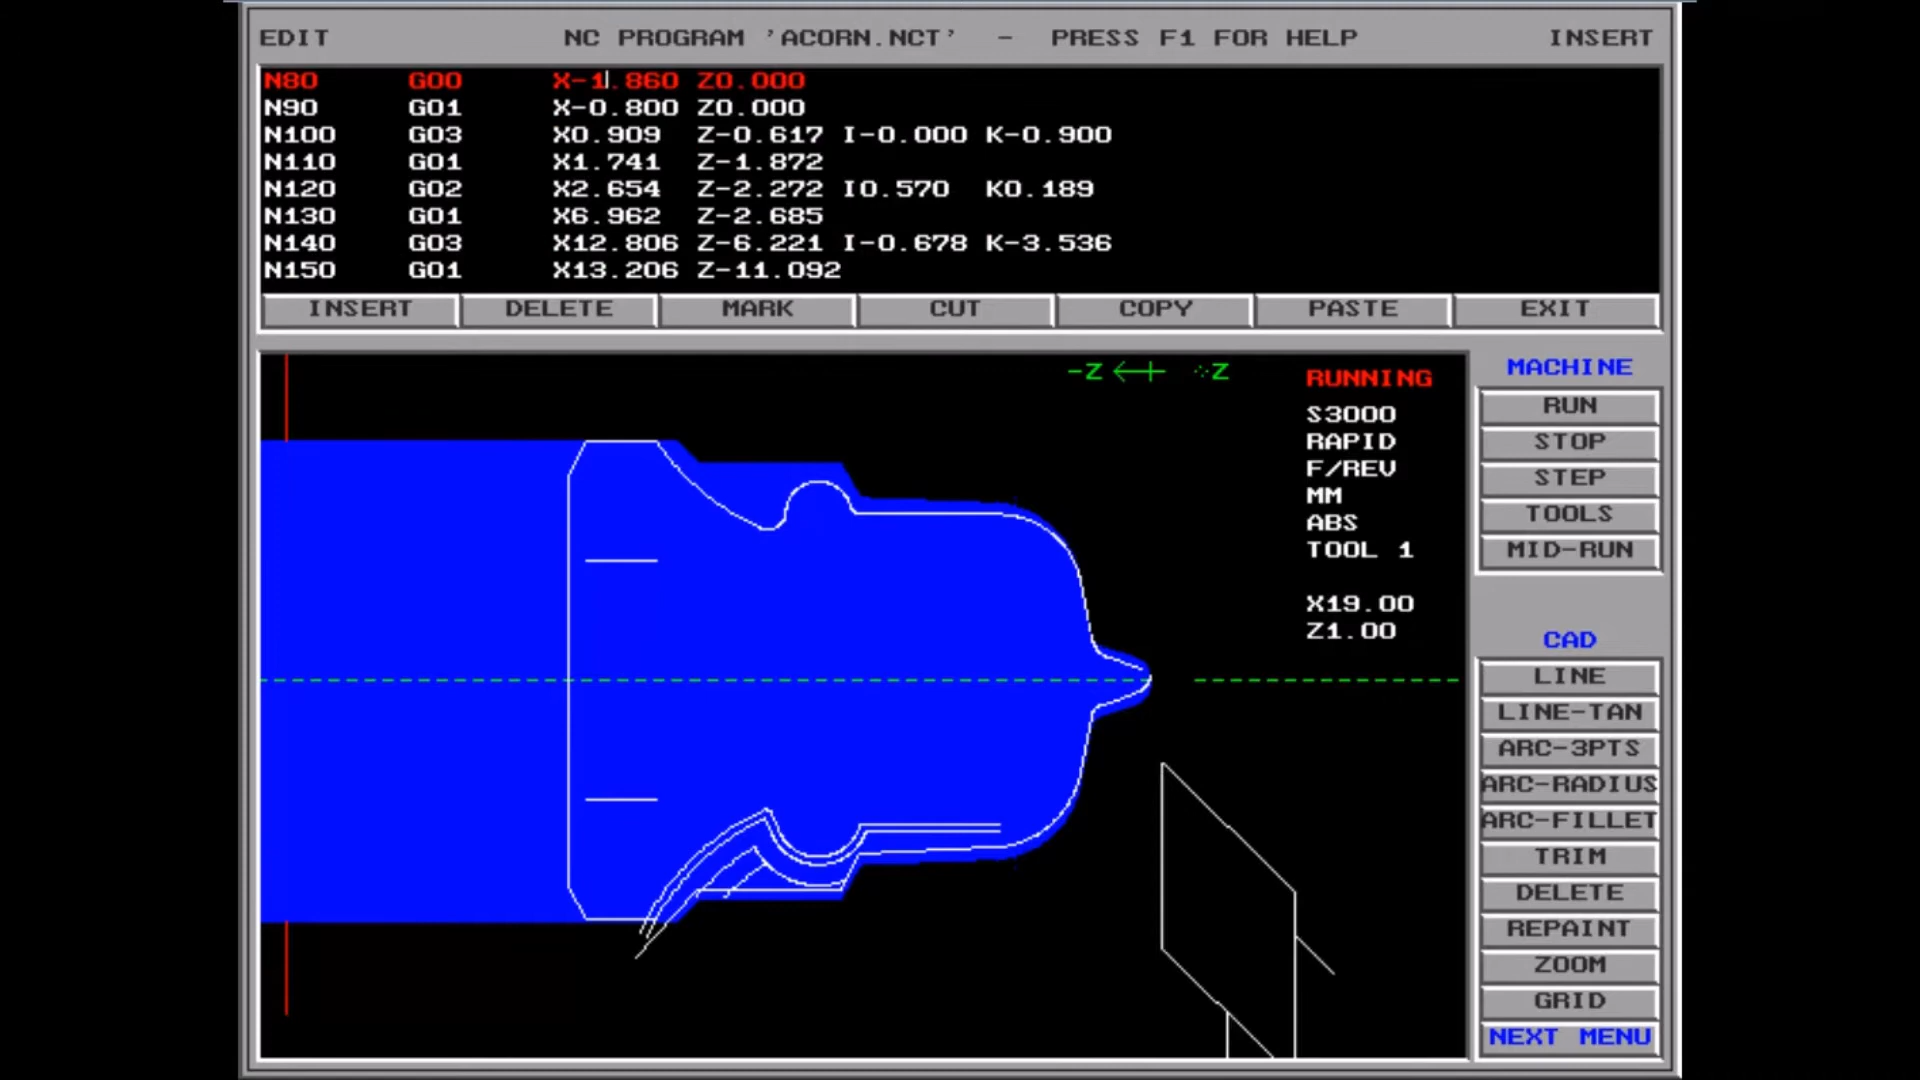 EDIT NC PROGRAM 'ACORN.NCT' - PRESS F1 FOR HELP INSERT
N80 G00 X-1.860 Z0.000
N90 G01 X-0.800 Z0.000
N100 G03 X0.909 Z-0.617 I-0.000 K-0.900
N110 G01 X1.741 Z-1.872
N120 G02 X2.654 Z-2.272 I0.570 K0.189
N130 G01 X6.962 Z-2.685
N140 G03 X12.806 Z-6.221 I-0.678 K-3.536
N150 G01 X13.206 Z-11.092
INSERT DELETE MARK CUT COPY PASTE EXIT
-Z Z
RUNNING
S3000
RAPID
F/REV
MM
ABS
TOOL 1
X19.00
Z1.00
MACHINE
RUN
STOP
STEP
TOOLS
MID-RUN
CAD
LINE
LINE-TAN
ARC-3PTS
ARC-RADIUS
ARC-FILLET
TRIM
DELETE
REPAINT
ZOOM
GRID
NEXT MENU